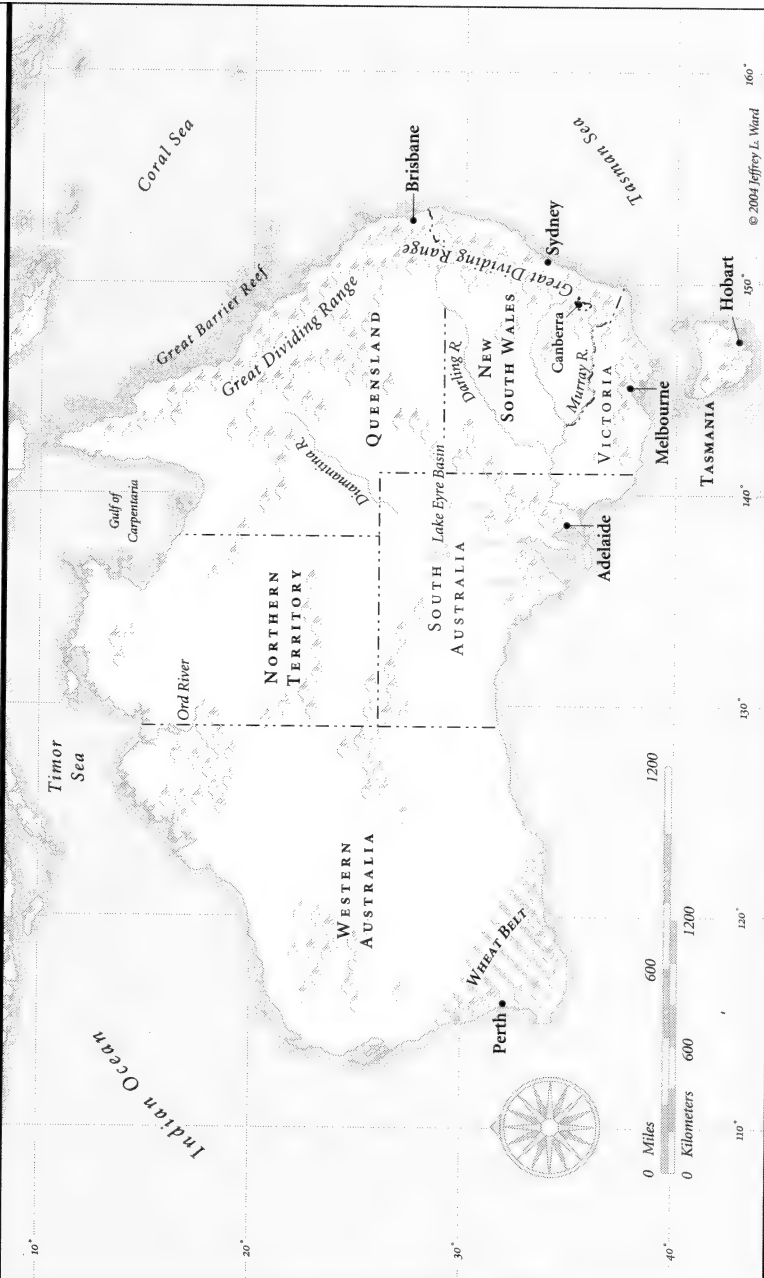 Timor
Sea
Indian Ocean
Coral Sea
Gulf of
Carpentaria
Great Barrier Reef
Great Dividing Range
Ord River
NORTHERN
TERRITORY
Diamantina R.
QUEENSLAND
WESTERN
AUSTRALIA
Brisbane
SOUTH
AUSTRALIA
Lake Eyre Basin
Darling R.
NEW
SOUTH WALES
Great Dividing Range
WHEAT BELT
Perth
Adelaide
Murray R.
Canberra
Sydney
VICTORIA
Melbourne
Tasman Sea
TASMANIA
Hobart
0 Miles 600 1200
0 Kilometers 600 1200
10°
20°
30°
40°
110°
120°
130°
140°
150°
160°
© 2004 Jeffrey L. Ward